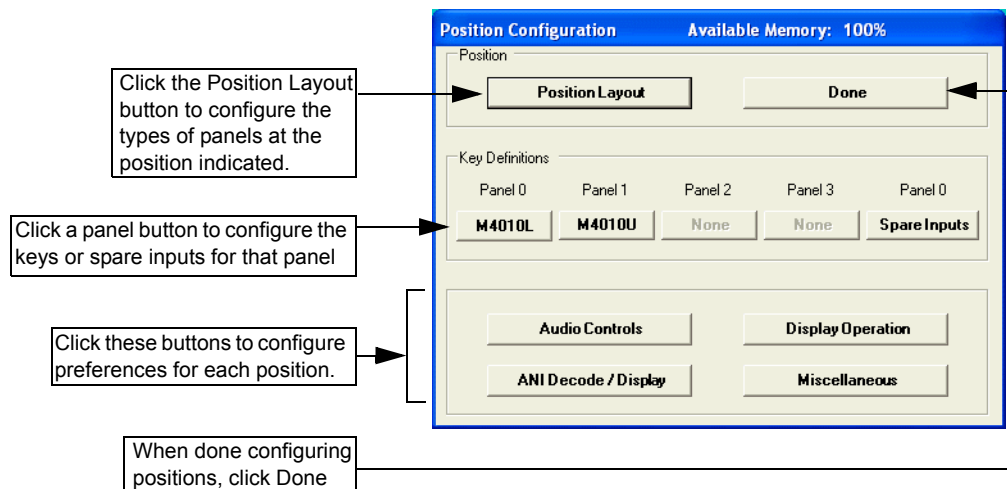 Position Configuration Available Memory: 100%
Position
Position Layout Done
Click the Position Layout
button to configure the
types of panels at the
position indicated.
Key Definitions
Panel 0 Panel 1 Panel 2 Panel 3 Panel 0
M4010L M4010U None None Spare Inputs
Click a panel button to configure the
keys or spare inputs for that panel
Audio Controls Display Operation
ANI Decode / Display Miscellaneous
Click these buttons to configure
preferences for each position.
When done configuring
positions, click Done